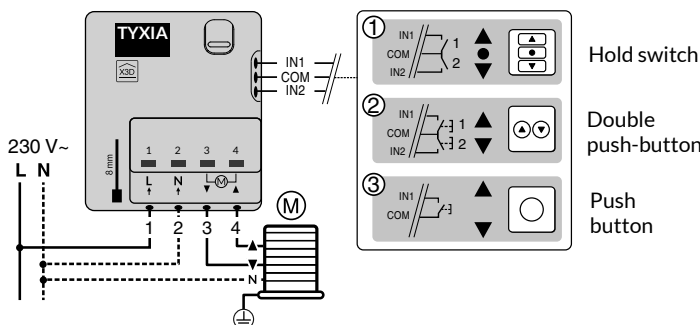 TYXIA
X3D
IN1
COM
IN2
8 mm
1 2 3 4
L N M
230 V~
L N
1 2 3 4
M
N
1
IN1
COM
IN2
1
2
Hold switch
2
IN1
COM
IN2
1
2
Double
push-button
3
IN1
COM
Push
button